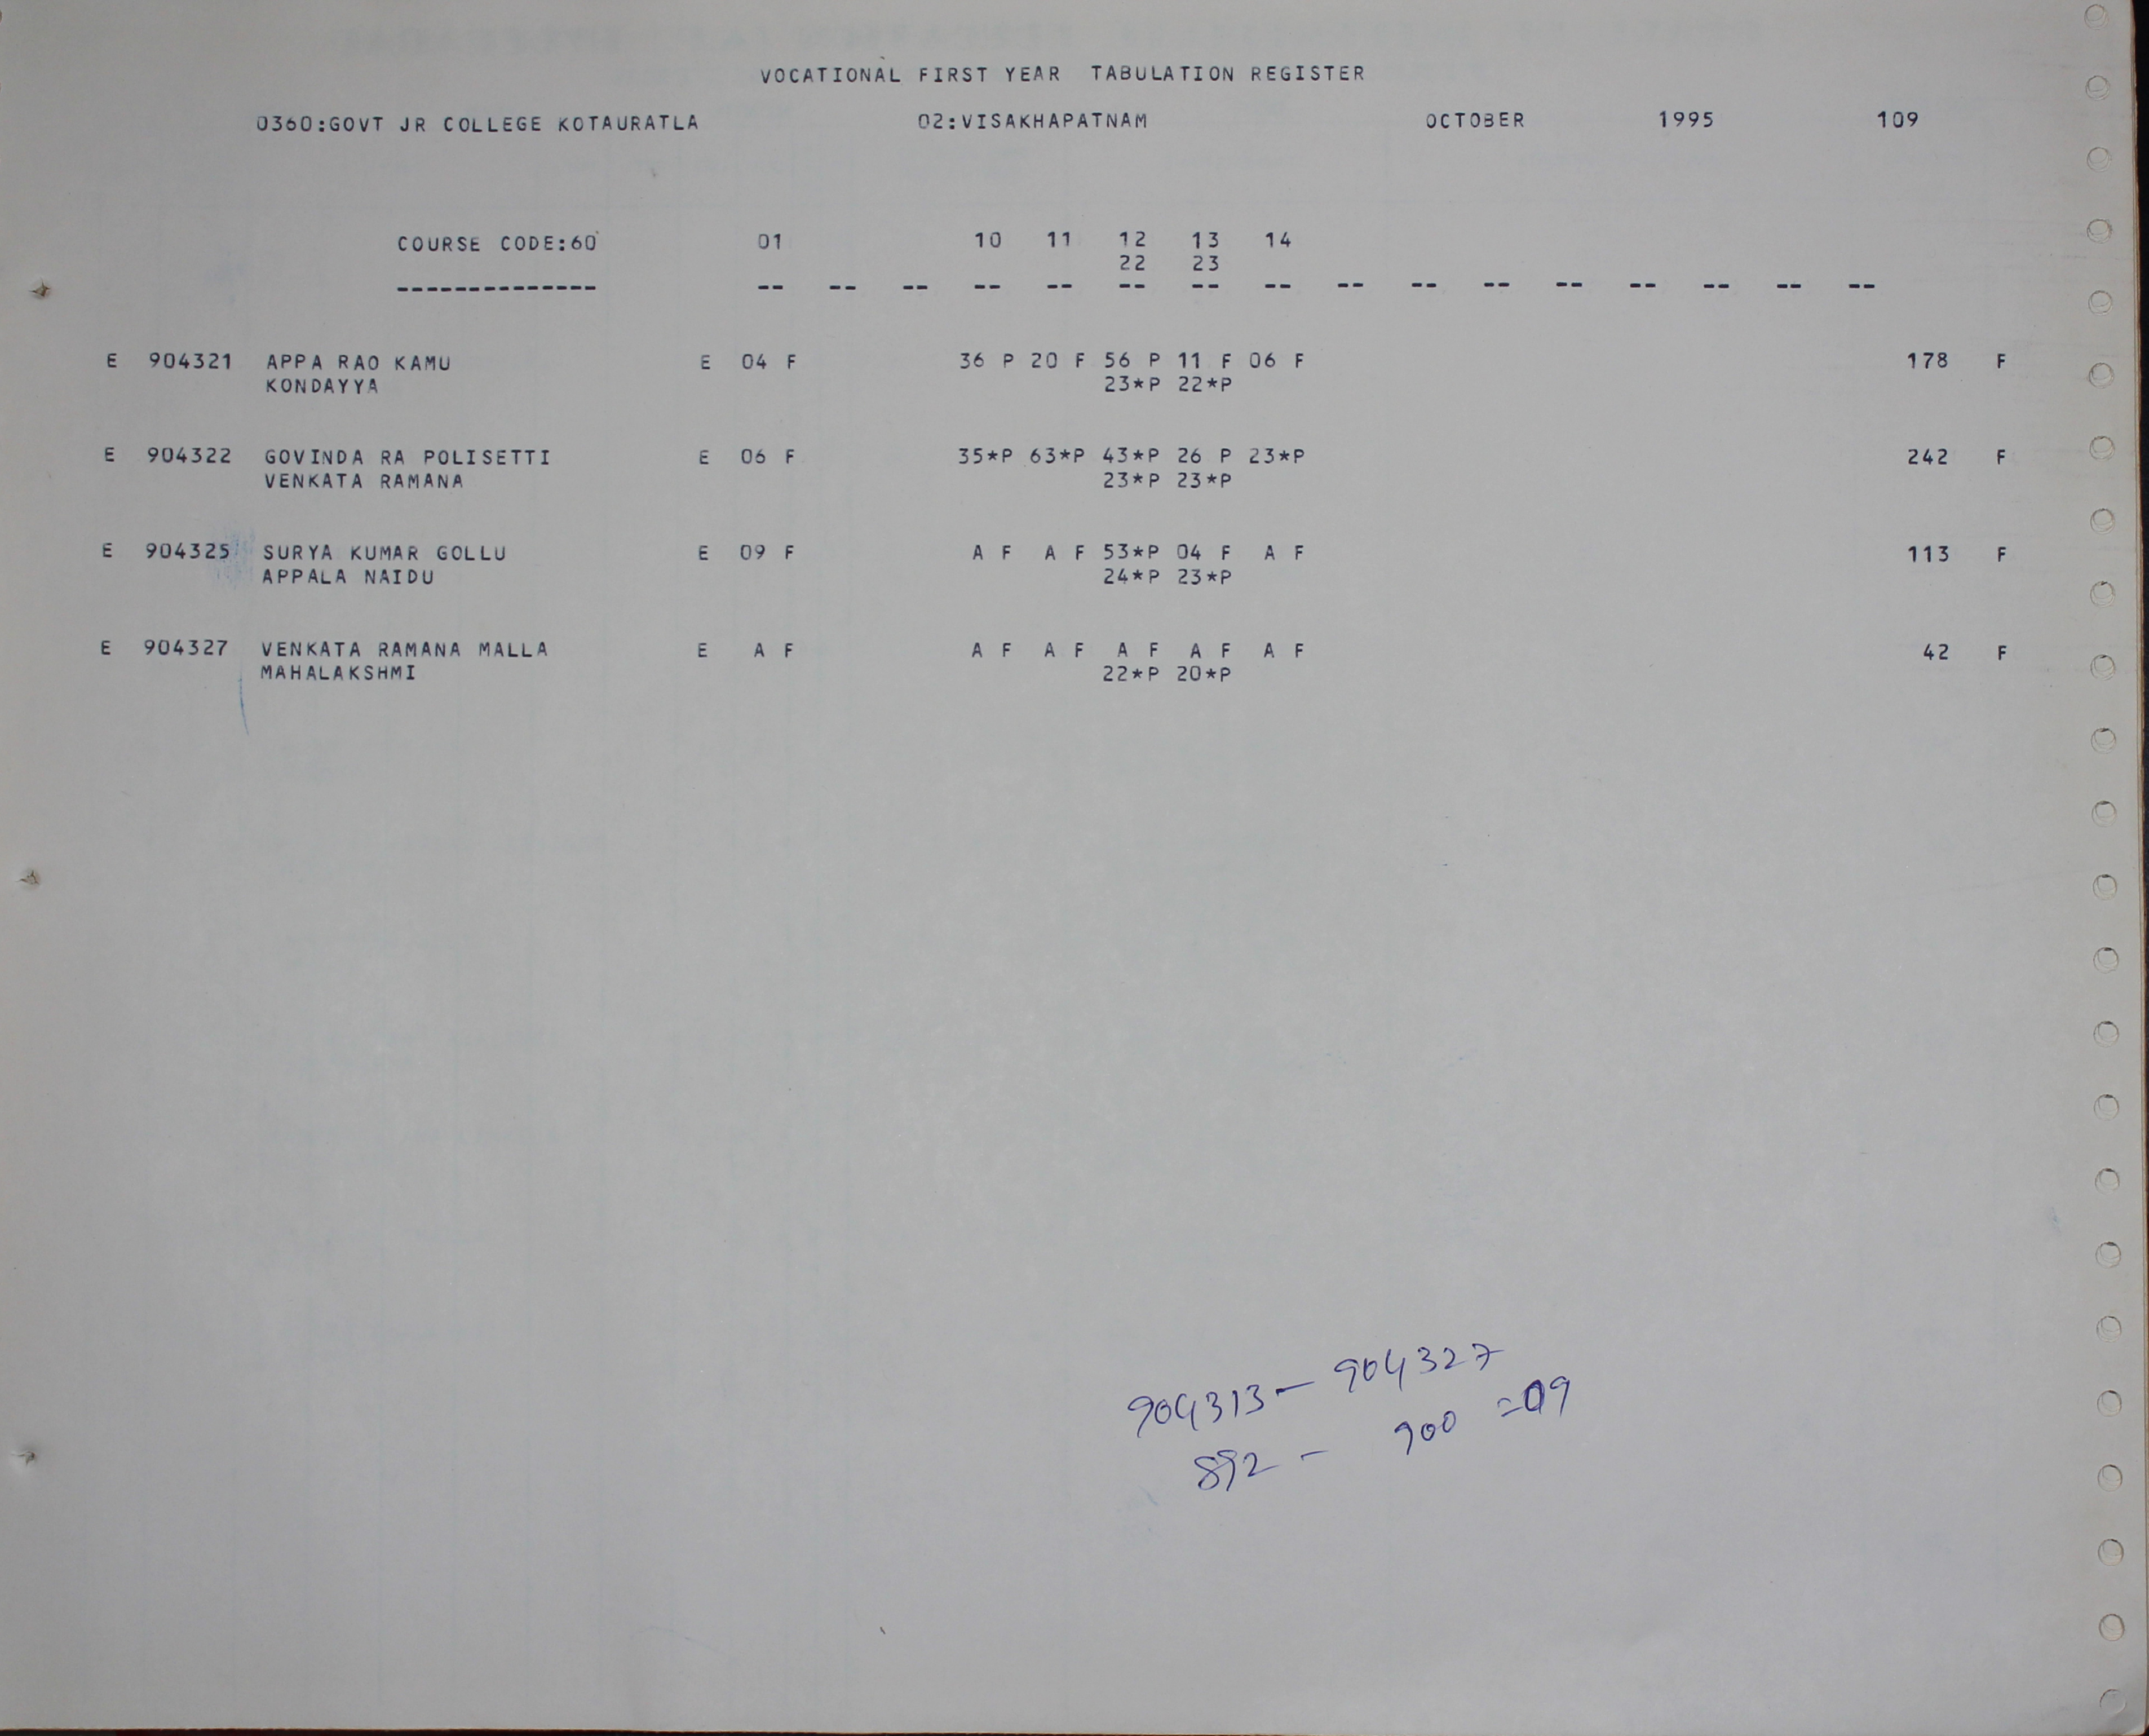 VOCATIONAL FIRST YEAR TABULATION REGISTER
0360:GOVT JR COLLEGE KOTAURATLA 02:VISAKHAPATNAM OCTOBER 1995 109
COURSE CODE:60 01 10 11 12 13 14
22 23
-------------- -- -- -- -- -- -- -- -- -- -- -- -- -- -- -- --
E 904321 APPA RAO KAMU E 04 F 36 P 20 F 56 P 11 F 06 F 178 F
KONDAYYA 23*P 22*P
E 904322 GOVINDA RA POLISETTI E 06 F 35*P 63*P 43*P 26 P 23*P 242 F
VENKATA RAMANA 23*P 23*P
E 904325 SURYA KUMAR GOLLU E 09 F A F A F 53*P 04 F A F 113 F
APPALA NAIDU 24*P 23*P
E 904327 VENKATA RAMANA MALLA E A F A F A F A F A F A F 42 F
MAHALAKSHMI 22*P 20*P
904313 - 904327
892 - 900 = 09